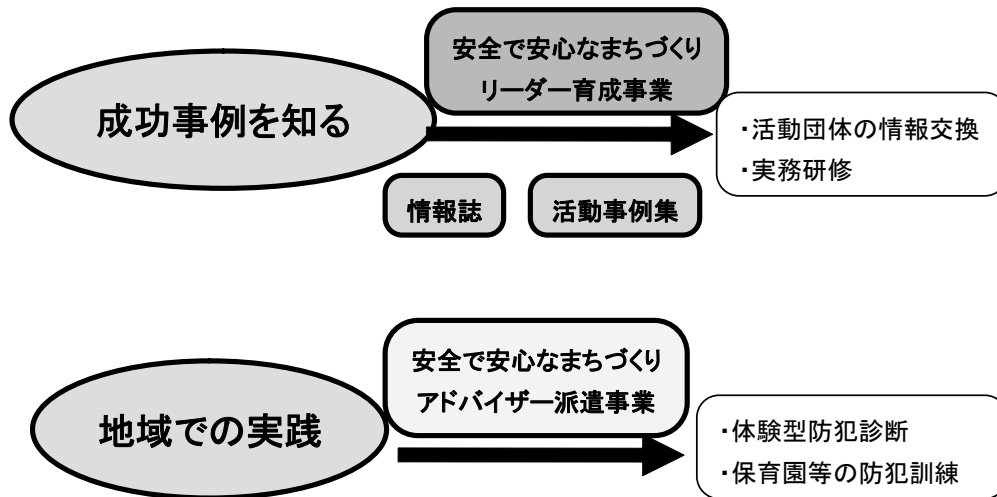 安全で安心なまちづくり
リーダー育成事業
成功事例を知る
・活動団体の情報交換
・実務研修
情報誌
活動事例集
安全で安心なまちづくり
アドバイザー派遣事業
地域での実践
・体験型防犯診断
・保育園等の防犯訓練